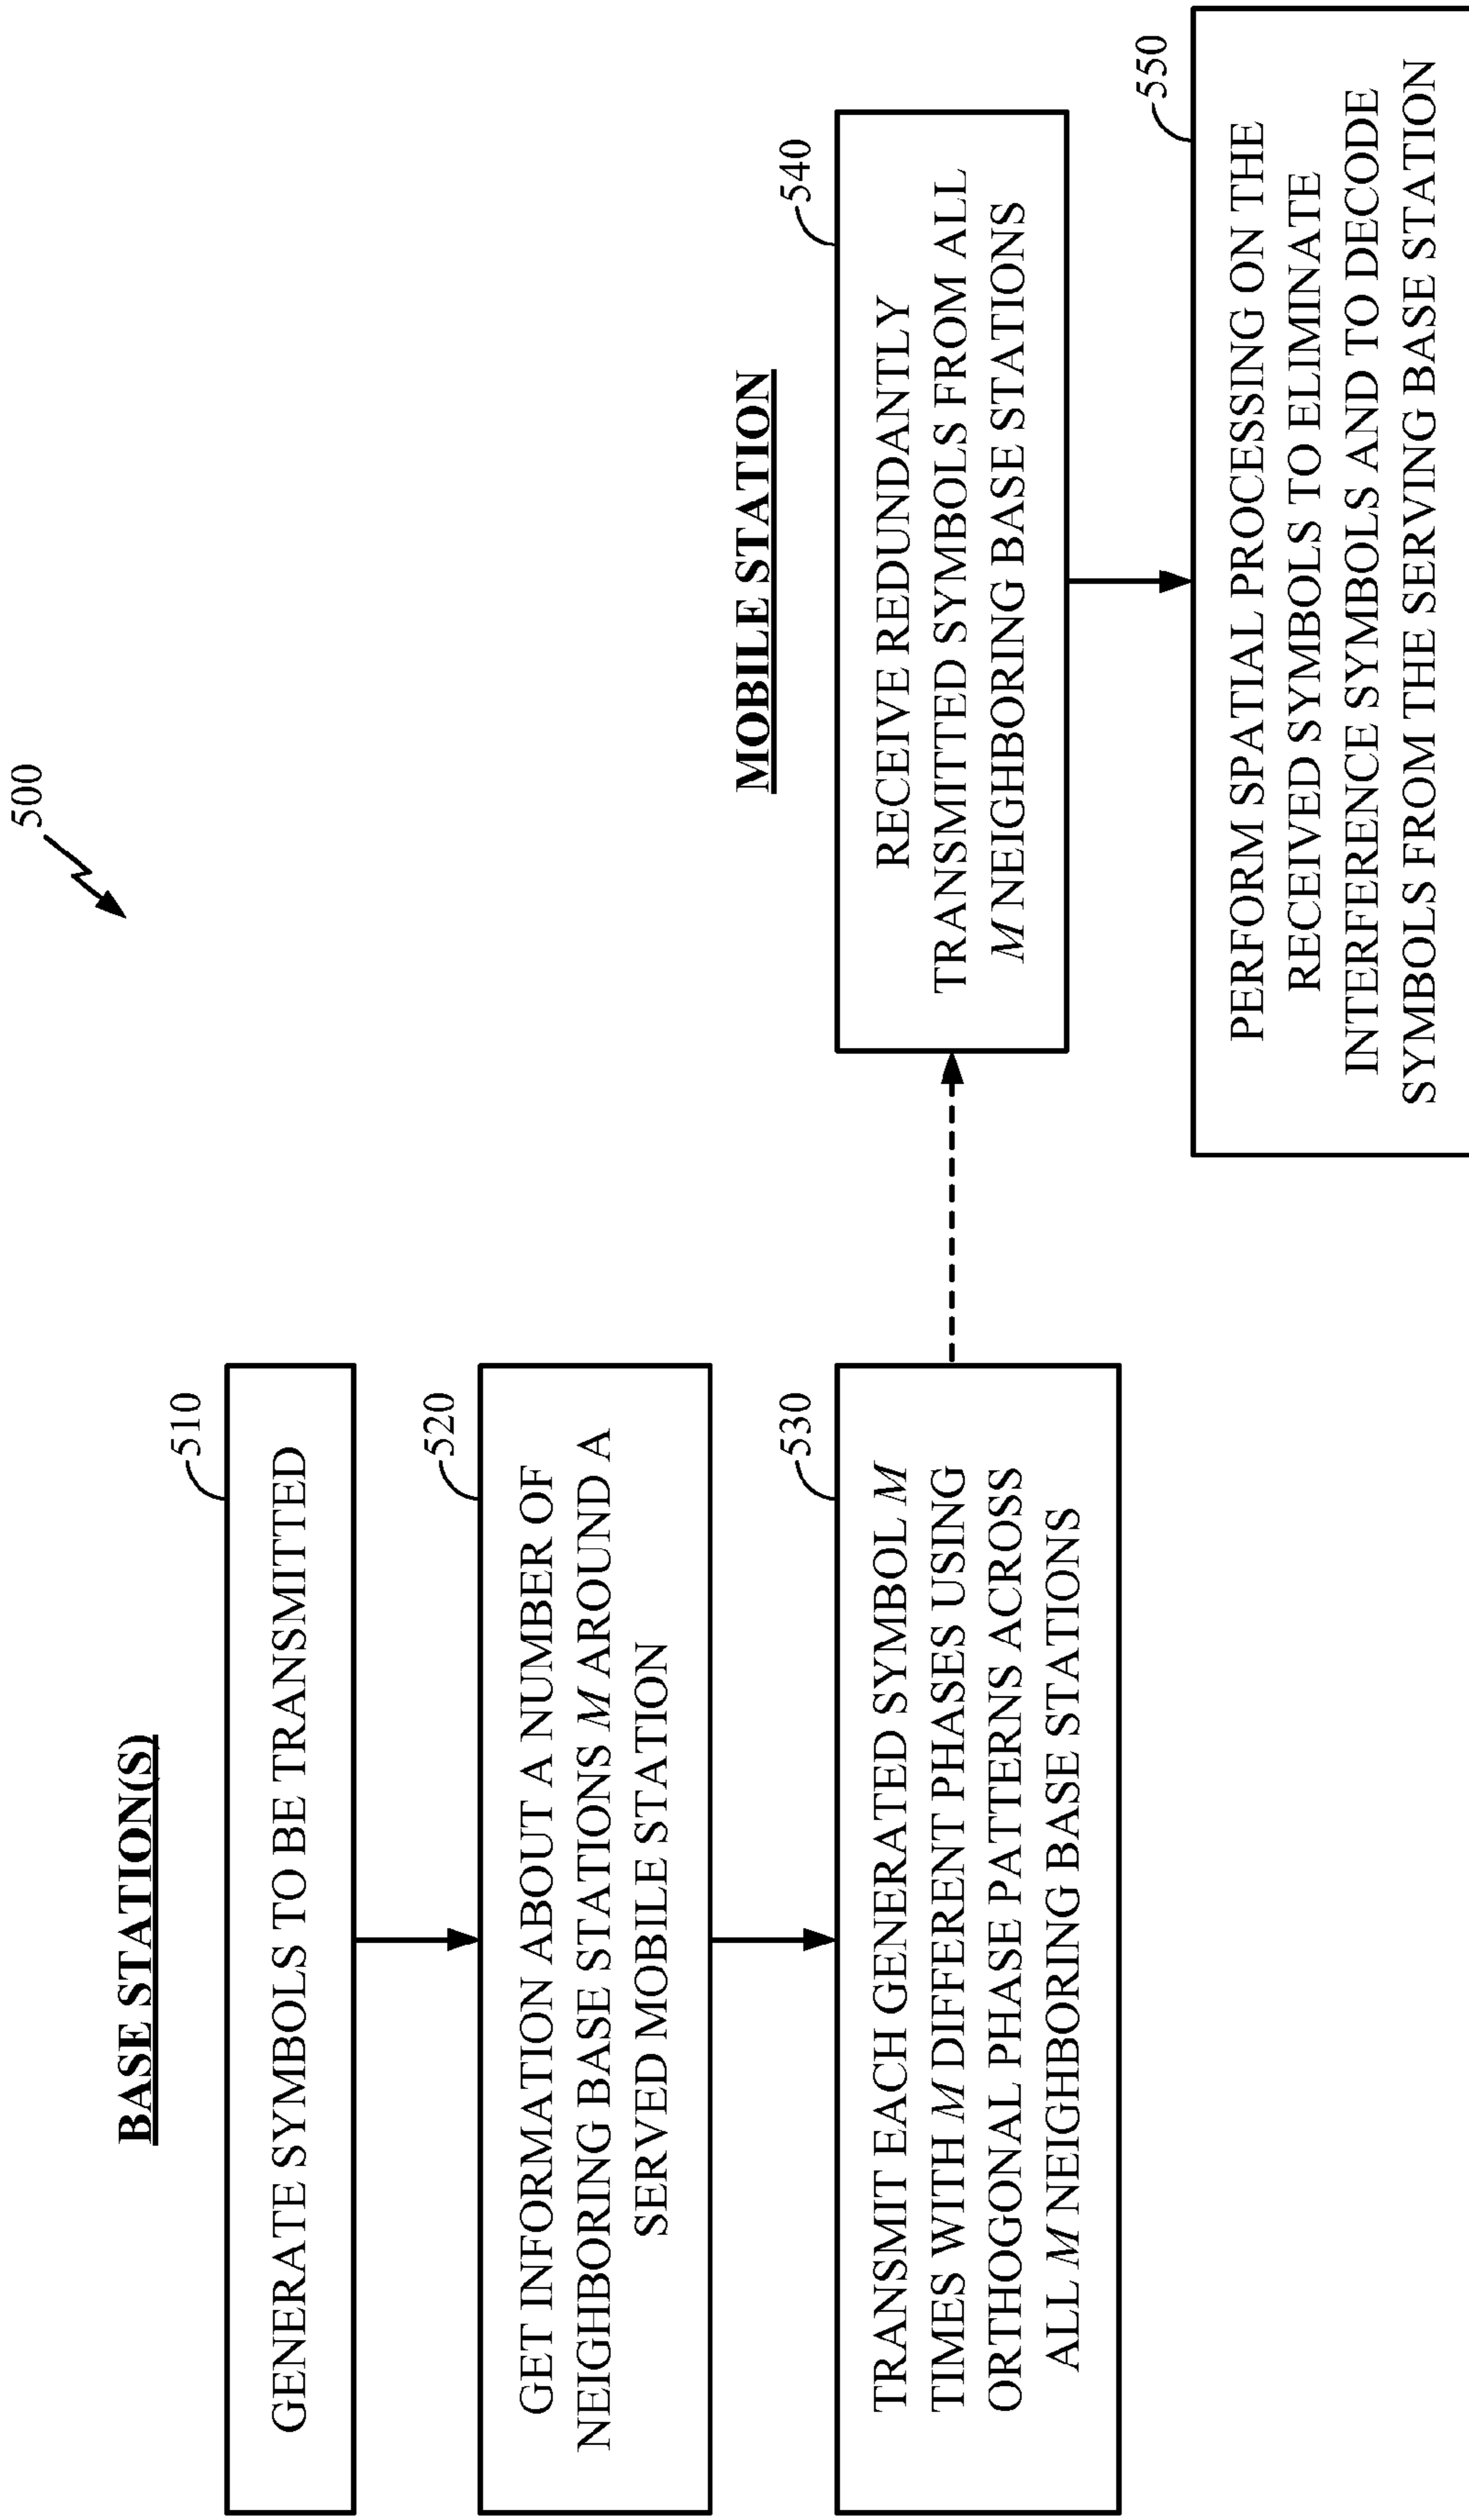 500
BASE STATION(S)
510
GENERATE SYMBOLS TO BE TRANSMITTED
520
GET INFORMATION ABOUT A NUMBER OF
NEIGHBORING BASE STATIONS M AROUND A
SERVED MOBILE STATION
530
TRANSMIT EACH GENERATED SYMBOL M
TIMES WITH M DIFFERENT PHASES USING
ORTHOGONAL PHASE PATTERNS ACROSS
ALL M NEIGHBORING BASE STATIONS
MOBILE STATION
540
RECEIVE REDUNDANTLY
TRANSMITTED SYMBOLS FROM ALL
M NEIGHBORING BASE STATIONS
550
PERFORM SPATIAL PROCESSING ON THE
RECEIVED SYMBOLS TO ELIMINATE
INTERFERENCE SYMBOLS AND TO DECODE
SYMBOLS FROM THE SERVING BASE STATION